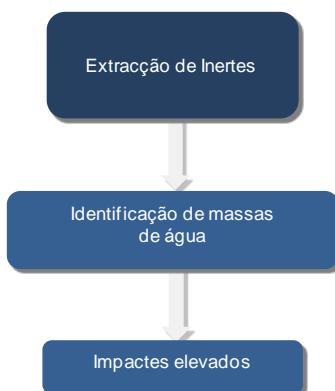 Extracção de Inertes
Identificação de massas
de água
Impactes elevados